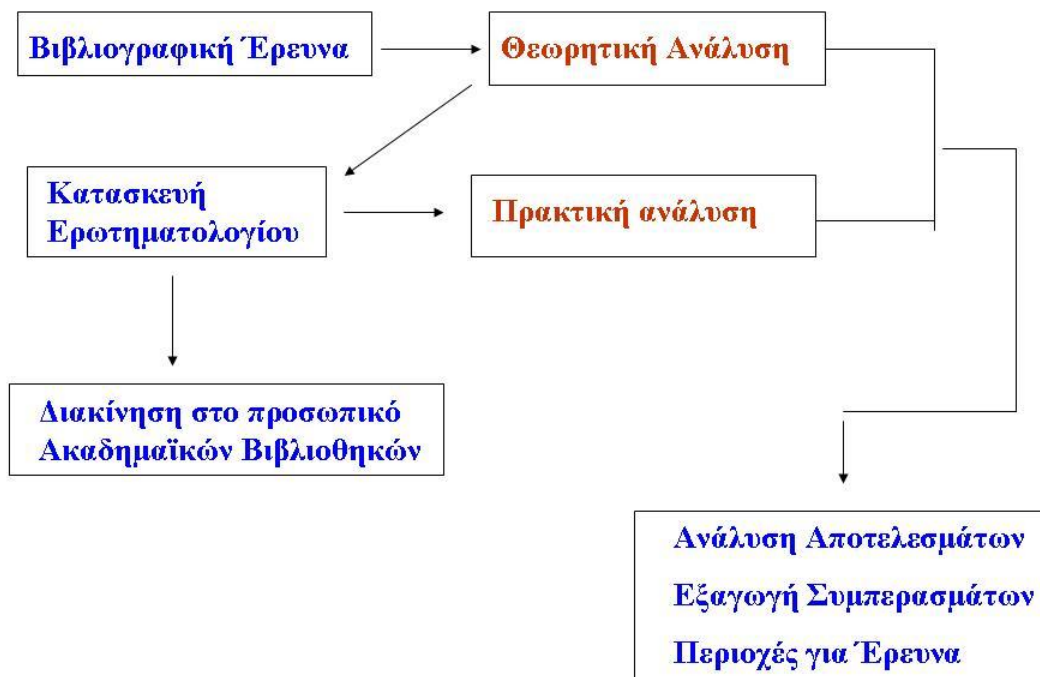 Βιβλιογραφική Έρευνα
Θεωρητική Ανάλυση
Κατασκευή
Ερωτηματολογίου
Πρακτική ανάλυση
Διακίνηση στο προσωπικό
Ακαδημαϊκών Βιβλιοθηκών
Ανάλυση Αποτελεσμάτων
Εξαγωγή Συμπερασμάτων
Περιοχές για Έρευνα